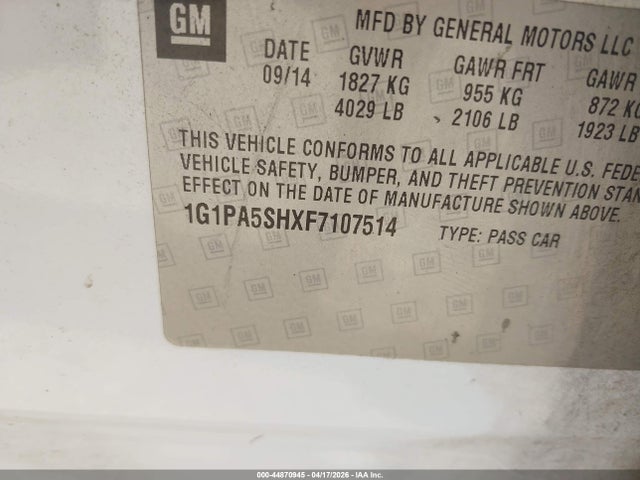 GM
MFD BY GENERAL MOTORS LLC
DATE GVWR GAWR FRT GAWR
09/14 1827 KG 955 KG 872 KG
4029 LB 2106 LB 1923 LB
THIS VEHICLE CONFORMS TO ALL APPLICABLE U.S. FEDE
VEHICLE SAFETY, BUMPER, AND THEFT PREVENTION STAN
EFFECT ON THE DATE OF MANUFACTURE SHOWN ABOVE.
1G1PA5SHXF7107514 TYPE: PASS CAR
000-44870945 - 04/17/2026 - IAA Inc.